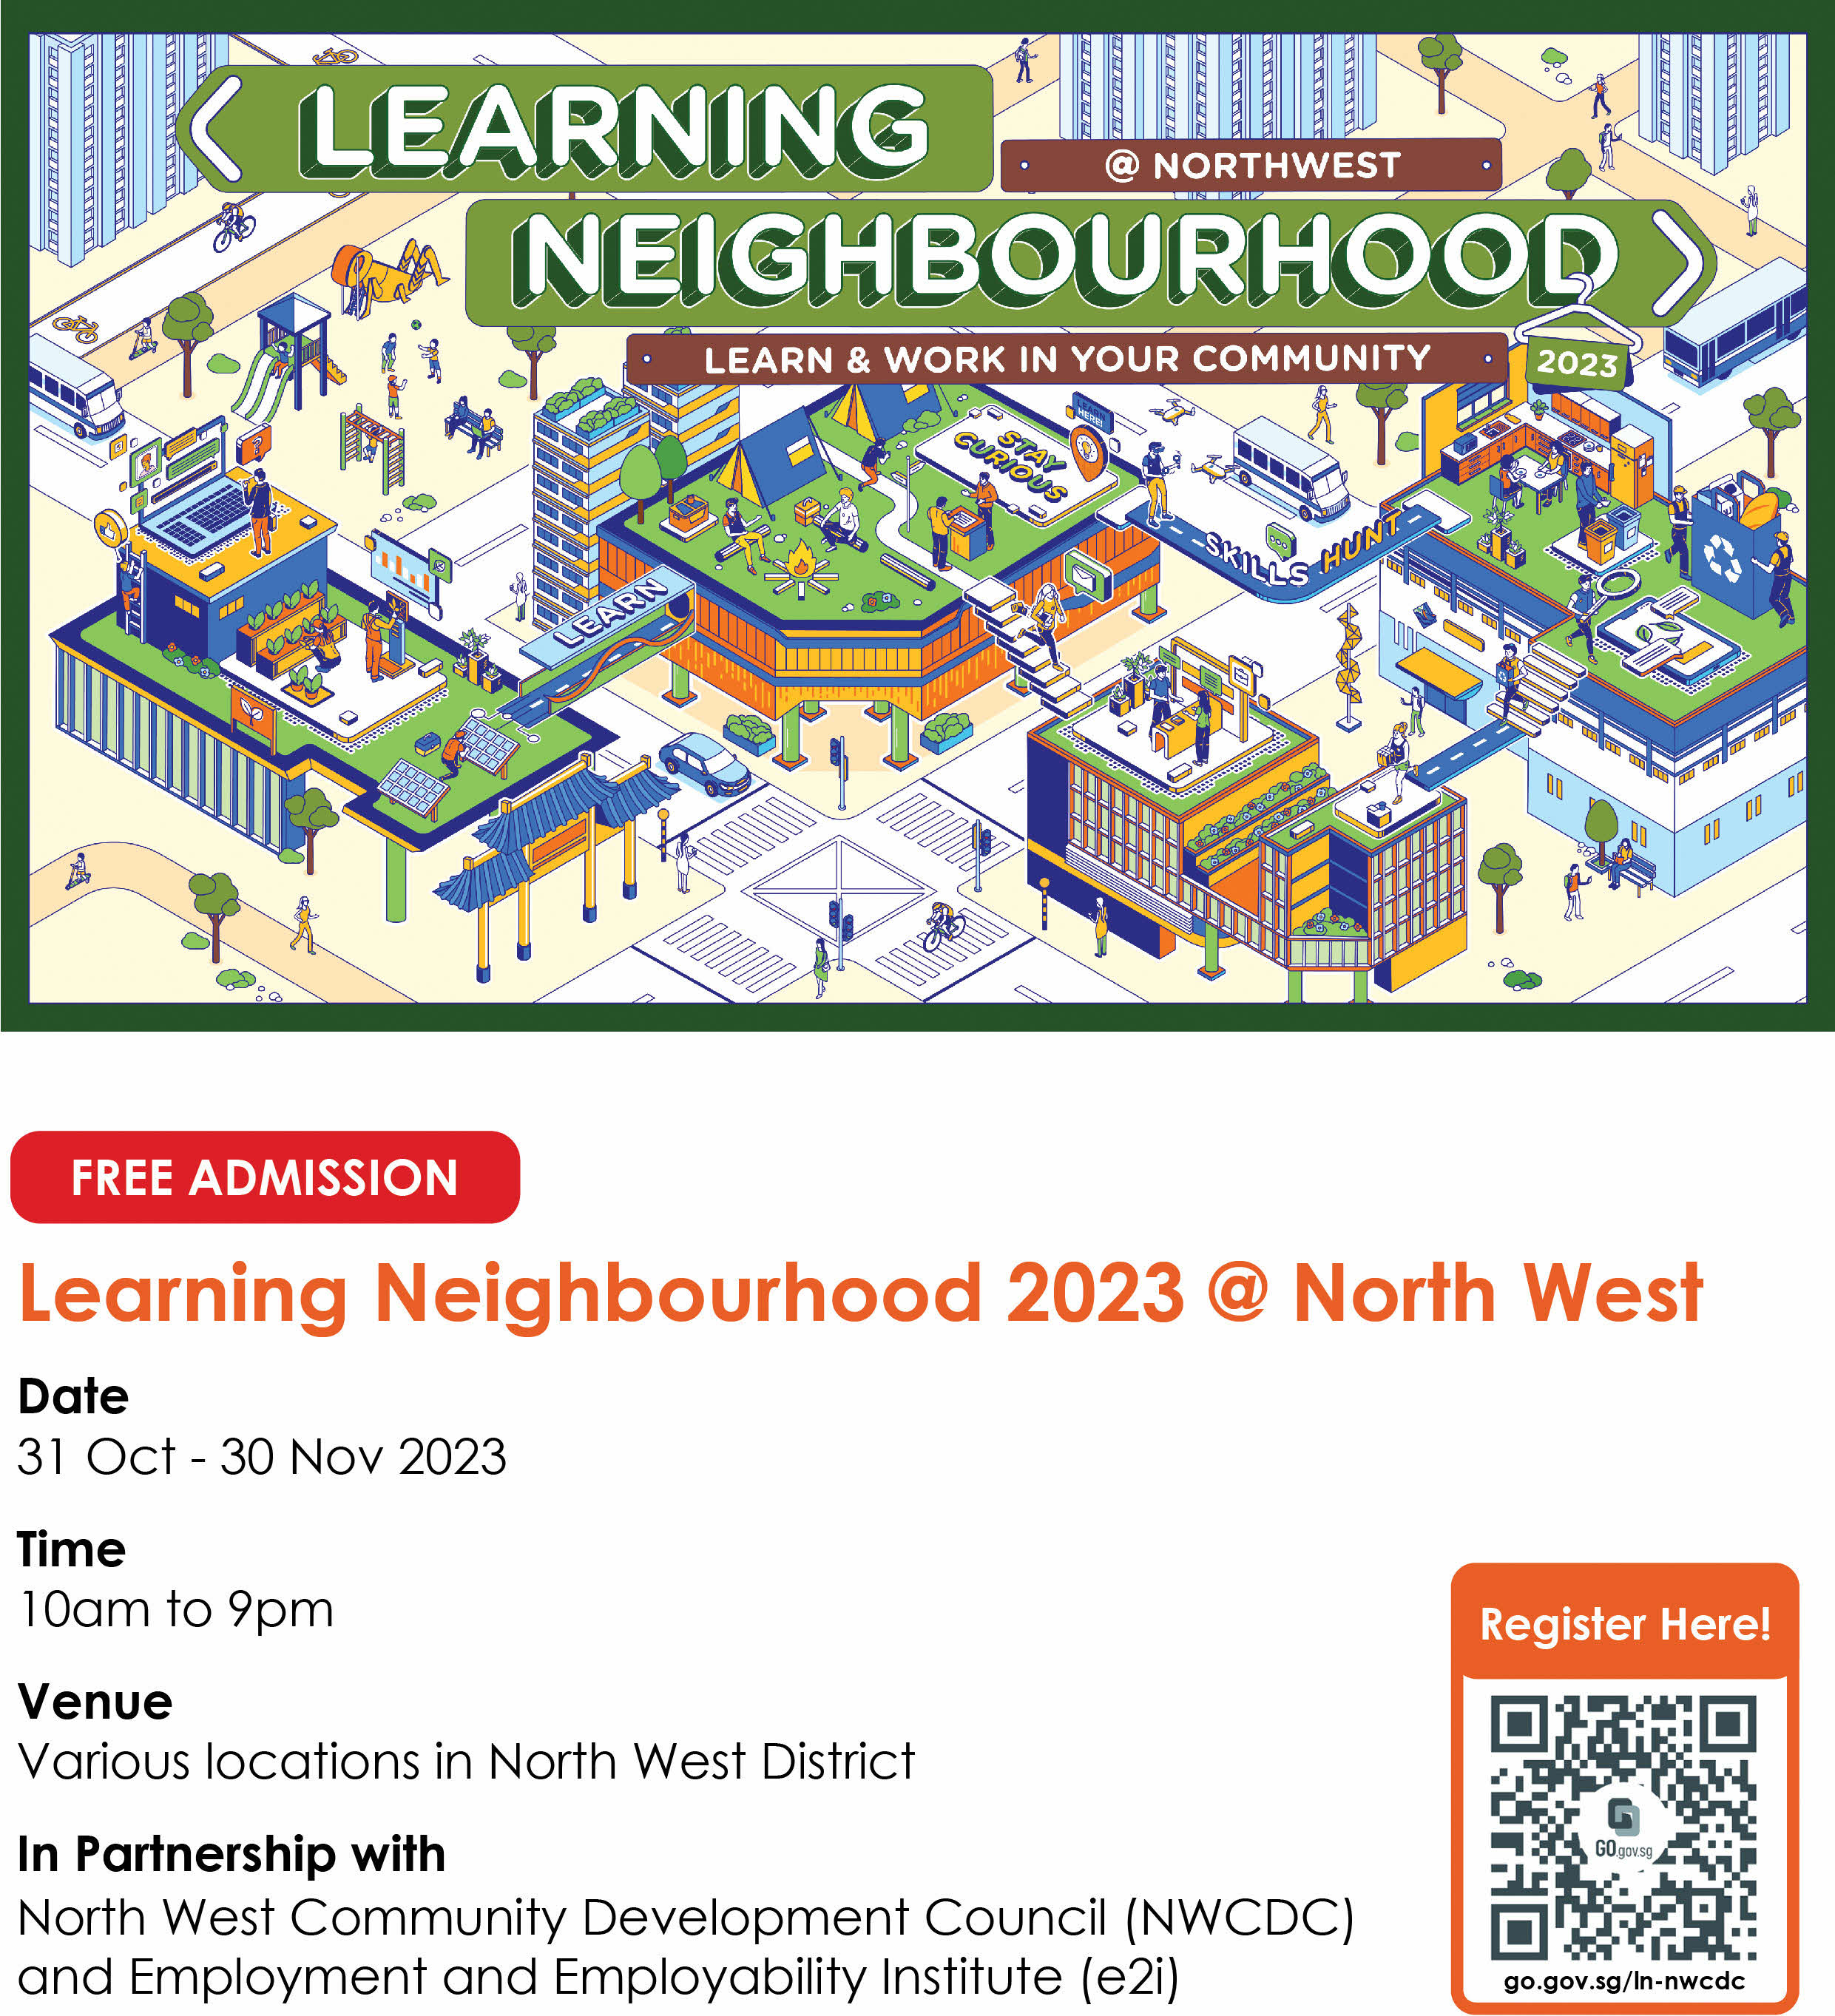 LEARNING
@ NORTHWEST
NEIGHBOURHOOD
LEARN & WORK IN YOUR COMMUNITY
2023
LEARN
HERE!
STAY
CURIOUS
SKILLS HUNT
LEARN
FREE ADMISSION
Learning Neighbourhood 2023 @ North West
Date
31 Oct - 30 Nov 2023
Time
10am to 9pm
Venue
Various locations in North West District
In Partnership with
North West Community Development Council (NWCDC)
and Employment and Employability Institute (e2i)
Register Here!
GO.gov.sg
go.gov.sg/ln-nwcdc